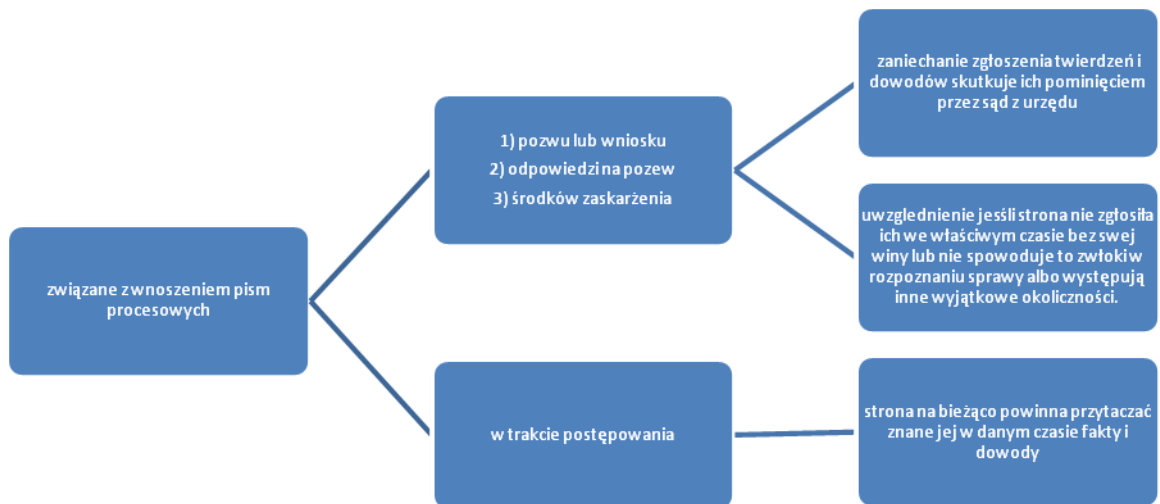 związane z wnoszeniem pism
procesowych
1) pozwu lub wniosku
2) odpowiedzi na pozew
3) środków zaskarżenia
zaniechanie zgłoszenia twierdzeń i
dowodów skutkuje ich pominięciem
przez sąd z urzędu
uwzglednienie jeśli strona nie zgłosiła
ich we właściwym czasie bez swej
winy lub nie spowoduje to zwłoki w
rozpoznaniu sprawy albo występują
inne wyjątkowe okoliczności.
w trakcie postępowania
strona na bieżąco powinna przytaczać
znane jej w danym czasie fakty i
dowody